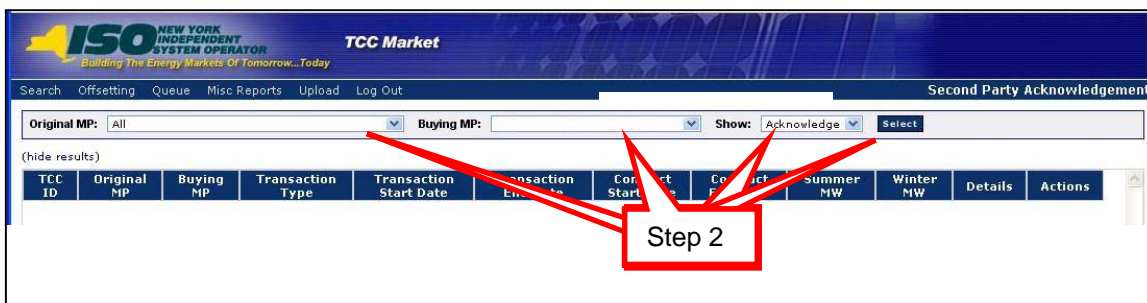 NEW YORK
ISO INDEPENDENT
SYSTEM OPERATOR
Building The Energy Markets Of Tomorrow...Today
TCC Market
Search Offsetting Queue Misc Reports Upload Log Out Second Party Acknowledgement
Original MP: All Buying MP: Show: Acknowledge Select
(hide results)
TCC ID Original MP Buying MP Transaction Type Transaction Start Date Summer MW Winter MW Details Actions
Step 2